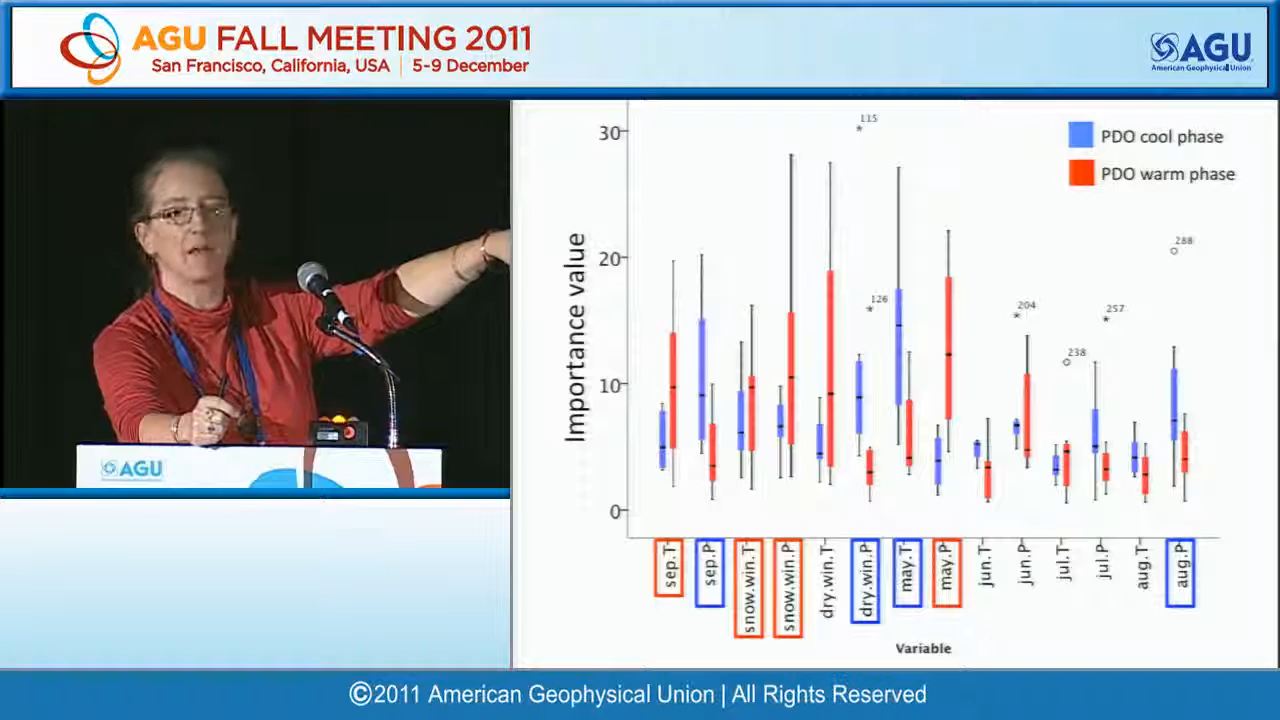 AGU FALL MEETING 2011
San Francisco, California, USA | 5-9 December
AGU
American Geophysical Union
AGU
PDO cool phase
PDO warm phase
Importance value
30
20
10
0
115
126
204
238
257
288
sep.T
sep.P
snow.win.T
snow.win.P
dry.win.T
dry.win.P
may.T
may.P
jun.T
jun.P
jul.T
jul.P
aug.T
aug.P
Variable
©2011 American Geophysical Union | All Rights Reserved